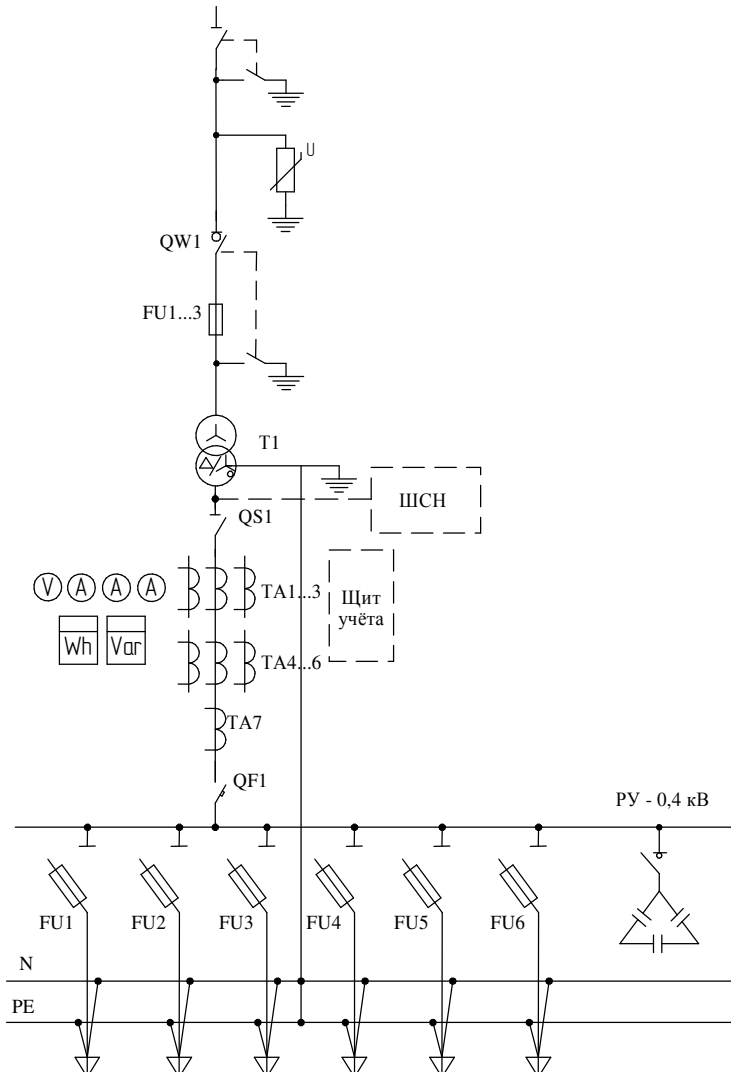 U
QW1
FU1...3
T1
ШСН
QS1
V A A A
TA1...3
Щит
учёта
Wh Var
TA4...6
TA7
QF1
РУ - 0,4 кВ
FU1 FU2 FU3 FU4 FU5 FU6
N
PE